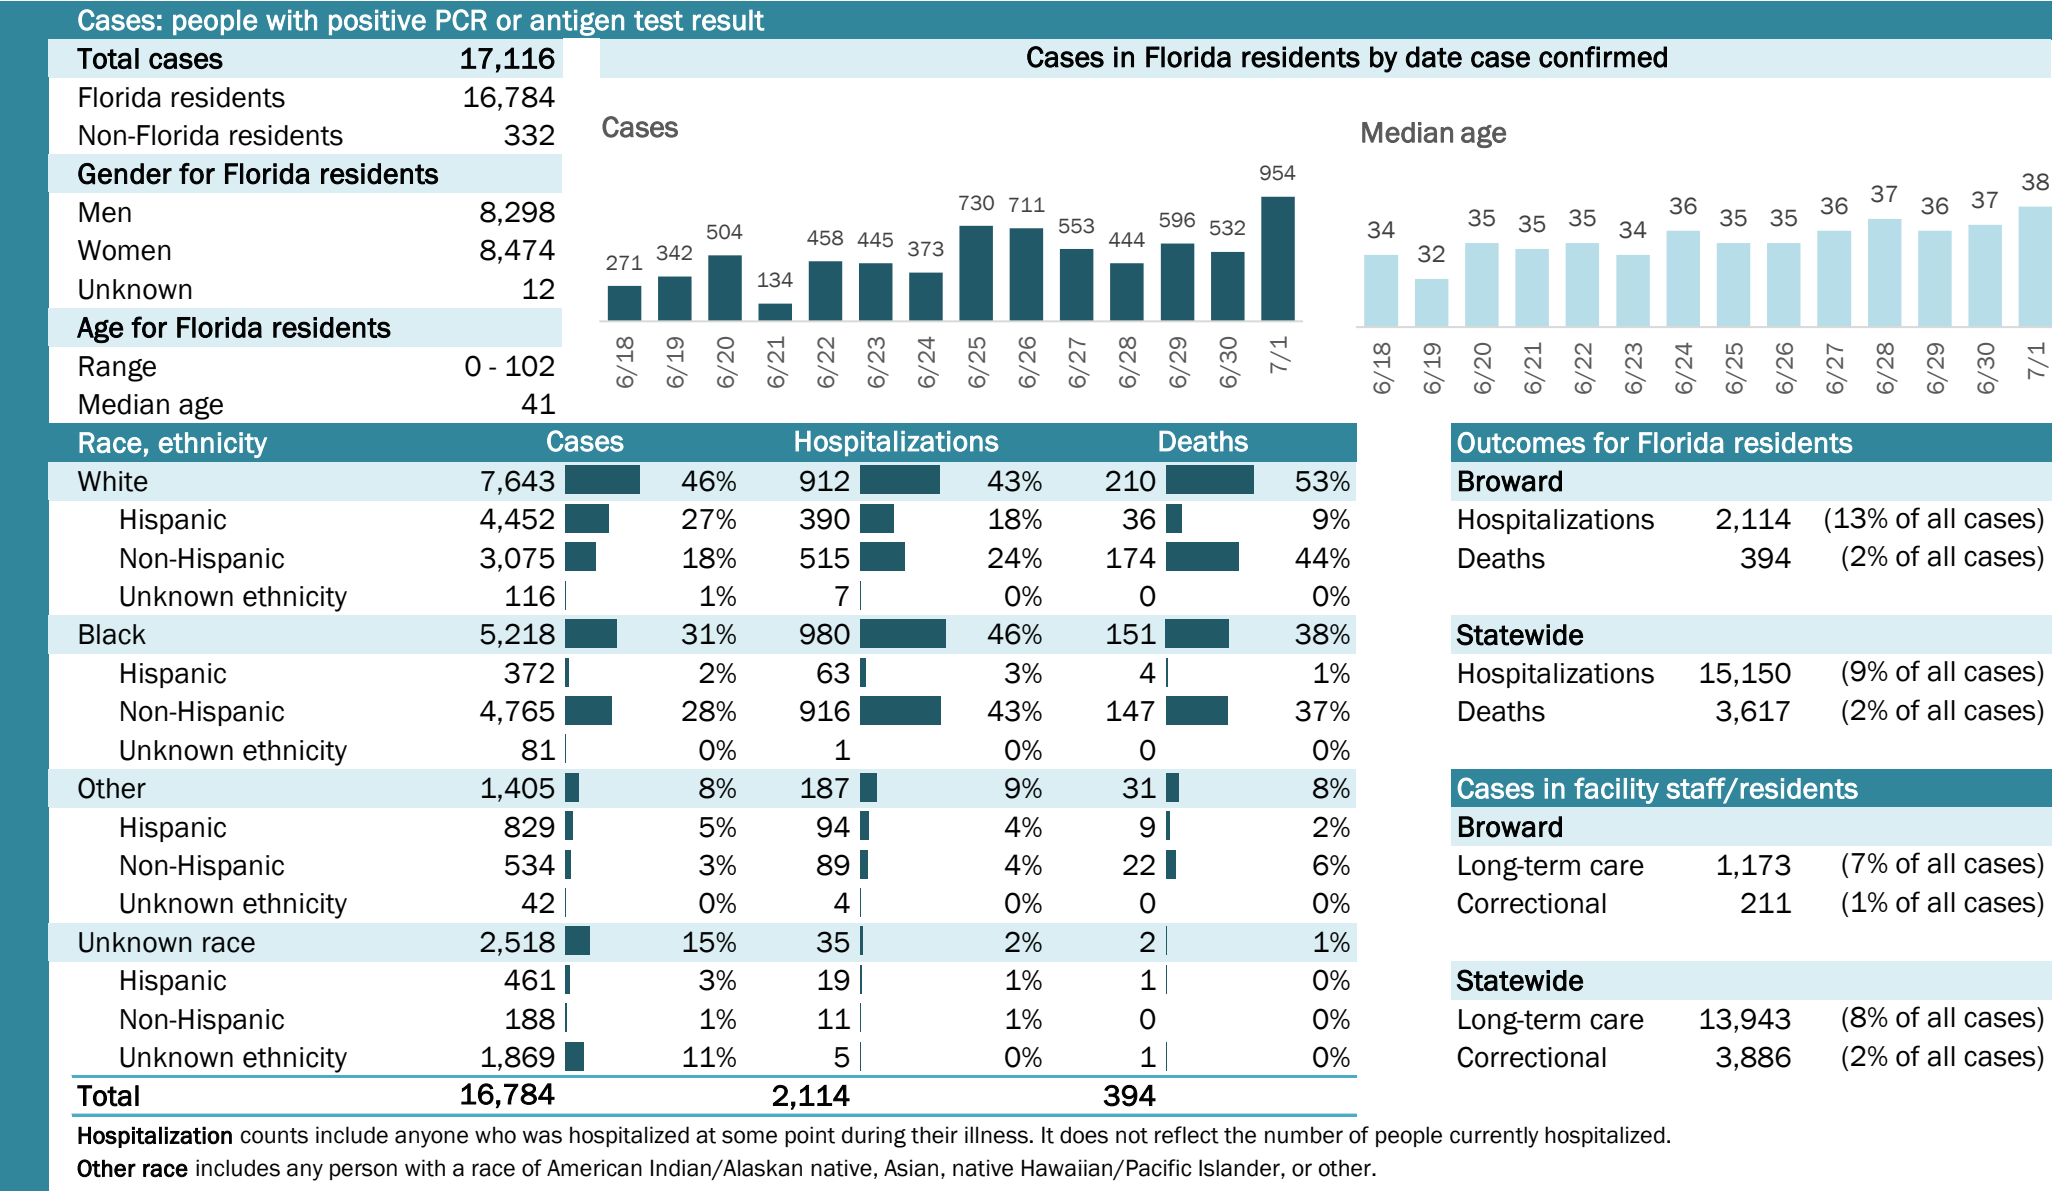 Cases: people with positive PCR or antigen test result
Total cases 17,116
Florida residents 16,784
Non-Florida residents 332
Gender for Florida residents
Men 8,298
Women 8,474
Unknown 12
Age for Florida residents
Range 0 - 102
Median age 41
Cases in Florida residents by date case confirmed
Cases
271 342 504 134 458 445 373 730 711 553 444 596 532 954
6/18 6/19 6/20 6/21 6/22 6/23 6/24 6/25 6/26 6/27 6/28 6/29 6/30 7/1
Median age
34 32 35 35 35 34 36 35 35 36 37 36 37 38
6/18 6/19 6/20 6/21 6/22 6/23 6/24 6/25 6/26 6/27 6/28 6/29 6/30 7/1
Race, ethnicity Cases Hospitalizations Deaths
White 7,643 46% 912 43% 210 53%
Hispanic 4,452 27% 390 18% 36 9%
Non-Hispanic 3,075 18% 515 24% 174 44%
Unknown ethnicity 116 1% 7 0% 0 0%
Black 5,218 31% 980 46% 151 38%
Hispanic 372 2% 63 3% 4 1%
Non-Hispanic 4,765 28% 916 43% 147 37%
Unknown ethnicity 81 0% 1 0% 0 0%
Other 1,405 8% 187 9% 31 8%
Hispanic 829 5% 94 4% 9 2%
Non-Hispanic 534 3% 89 4% 22 6%
Unknown ethnicity 42 0% 4 0% 0 0%
Unknown race 2,518 15% 35 2% 2 1%
Hispanic 461 3% 19 1% 1 0%
Non-Hispanic 188 1% 11 1% 0 0%
Unknown ethnicity 1,869 11% 5 0% 1 0%
Total 16,784 2,114 394
Outcomes for Florida residents
Broward
Hospitalizations 2,114 (13% of all cases)
Deaths 394 (2% of all cases)
Statewide
Hospitalizations 15,150 (9% of all cases)
Deaths 3,617 (2% of all cases)
Cases in facility staff/residents
Broward
Long-term care 1,173 (7% of all cases)
Correctional 211 (1% of all cases)
Statewide
Long-term care 13,943 (8% of all cases)
Correctional 3,886 (2% of all cases)
Hospitalization counts include anyone who was hospitalized at some point during their illness. It does not reflect the number of people currently hospitalized.
Other race includes any person with a race of American Indian/Alaskan native, Asian, native Hawaiian/Pacific Islander, or other.